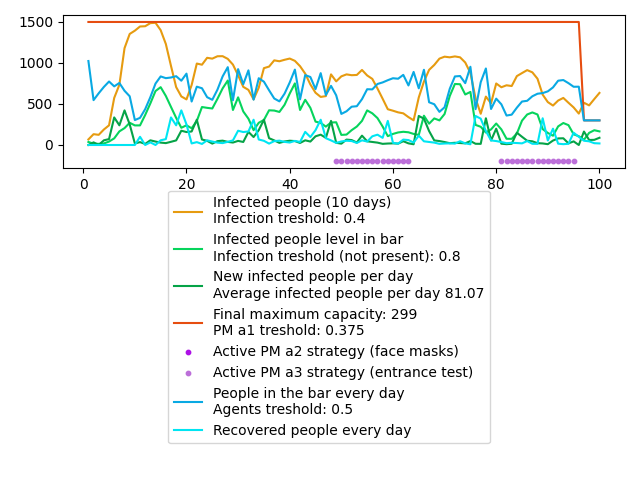 1500
1000
500
0
0
20
40
60
80
100
Infected people (10 days)
Infection treshold: 0.4
Infected people level in bar
Infection treshold (not present): 0.8
New infected people per day
Average infected people per day 81.07
Final maximum capacity: 299
PM a1 treshold: 0.375
Active PM a2 strategy (face masks)
Active PM a3 strategy (entrance test)
People in the bar every day
Agents treshold: 0.5
Recovered people every day